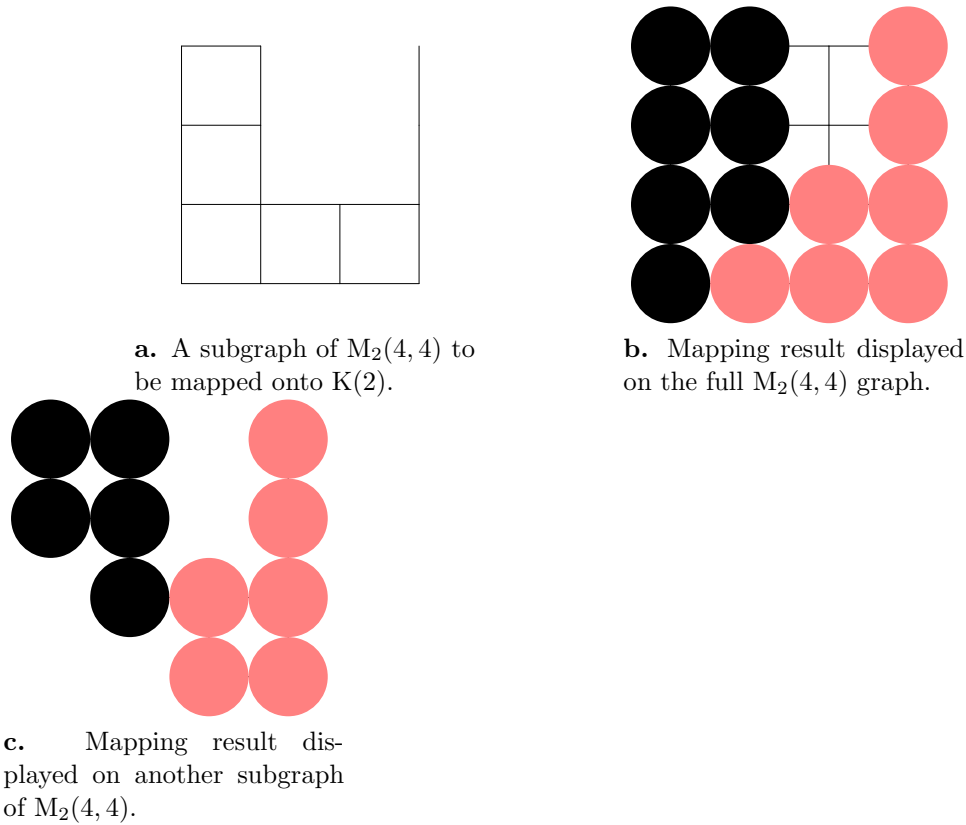 a. A subgraph of M₂(4, 4) to
be mapped onto K(2).
b. Mapping result displayed
on the full M₂(4, 4) graph.
c. Mapping result dis-
played on another subgraph
of M₂(4, 4).